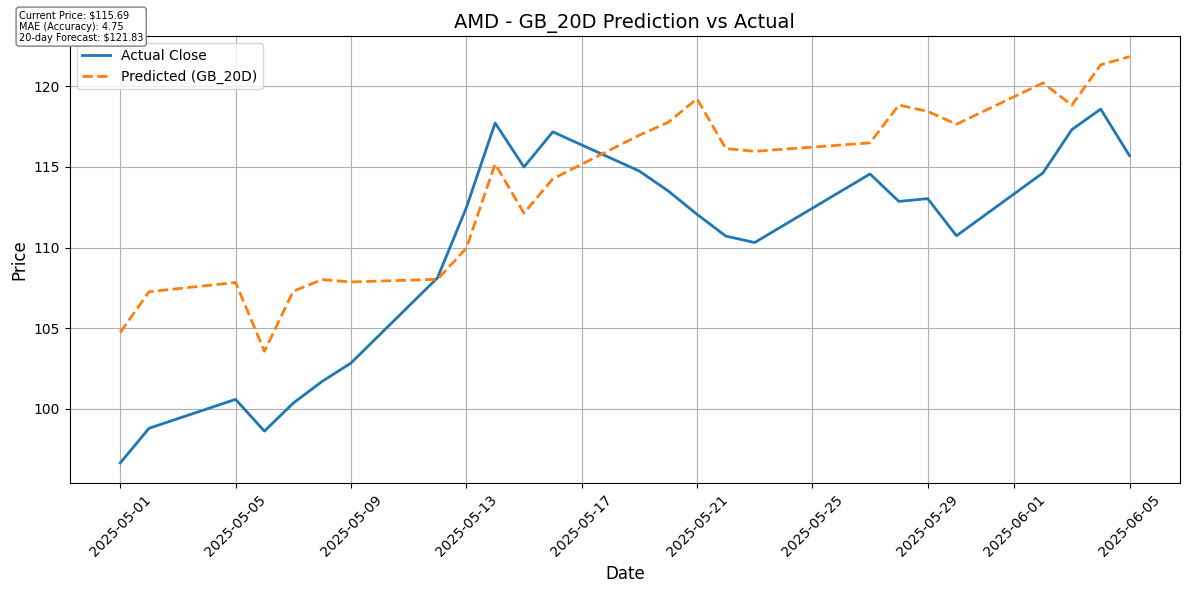 AMD - GB_20D Prediction vs Actual
Current Price: $115.69
MAE (Accuracy): 4.75
20-day Forecast: $121.83
Actual Close
Predicted (GB_20D)
Price
120
115
110
105
100
2025-05-01
2025-05-05
2025-05-09
2025-05-13
2025-05-17
2025-05-21
2025-05-25
2025-05-29
2025-06-01
2025-06-05
Date